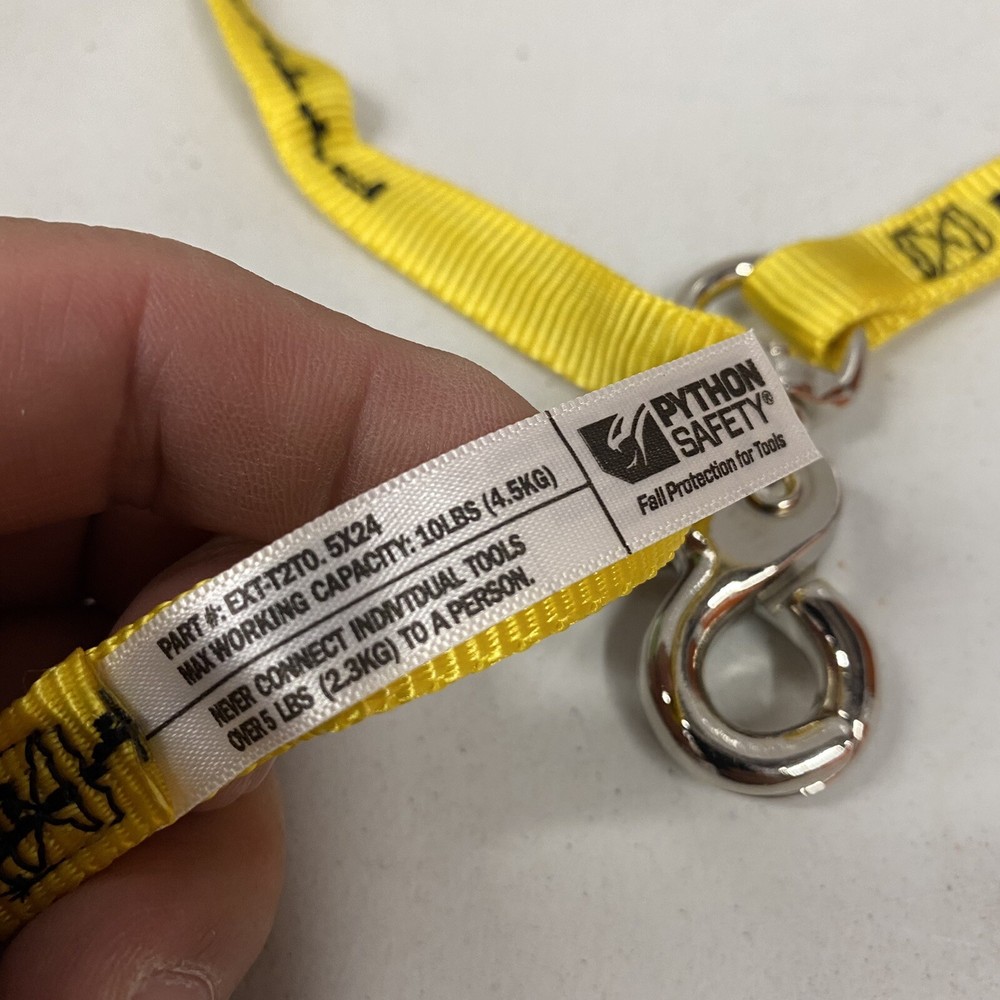 PART #: EXT-T2T0. 5X24
MAX WORKING CAPACITY: 10LBS (4.5KG)
NEVER CONNECT INDIVITDUAL TOOLS
OVER 5 LBS (2.3KG) TO A PERSON.
PYTHON
SAFETY®
Fall Protection for Tools